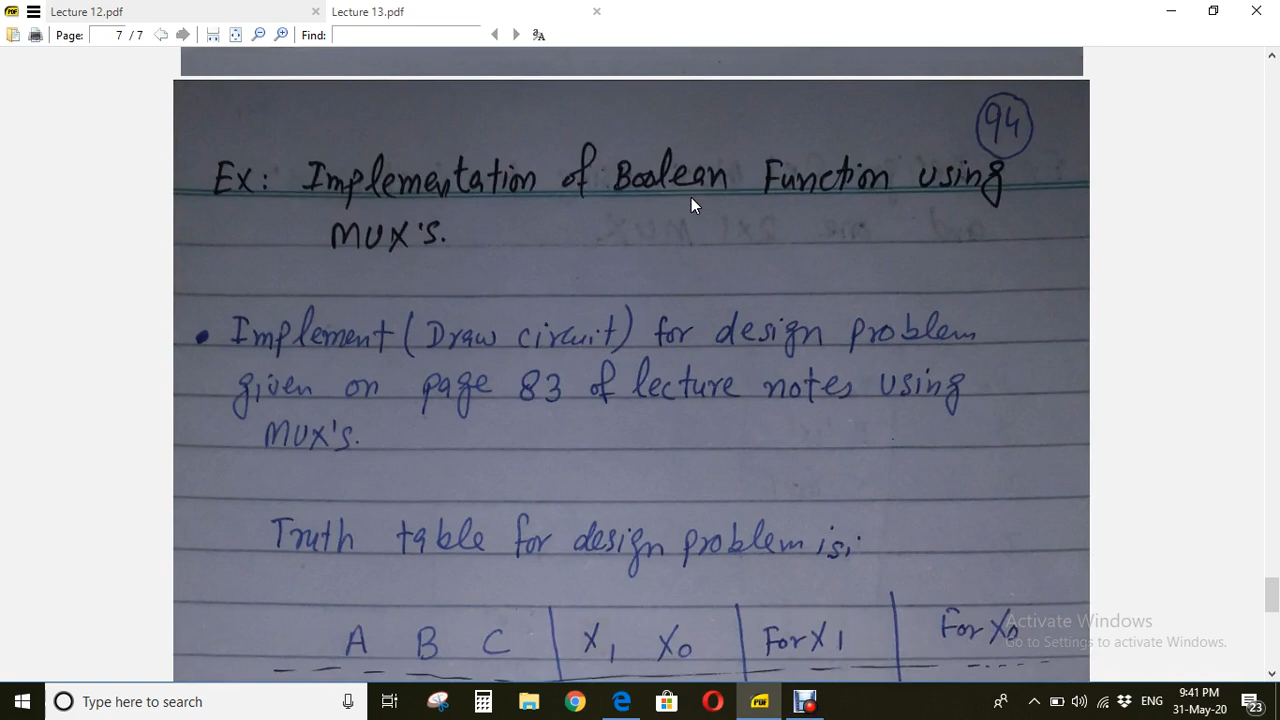 Lecture 12.pdf
Lecture 13.pdf
Page: 7 / 7
Find:
94
Ex: Implementation of Boolean Function using
MUX's.
• Implement (Draw circuit) for design problem
given on page 83 of lecture notes using
MUX's.
Truth table for design problem is:
A B C X1 X0 For X1 For X0
Activate Windows
Go to Settings to activate Windows.
Type here to search
ENG
9:41 PM
31-May-20
23